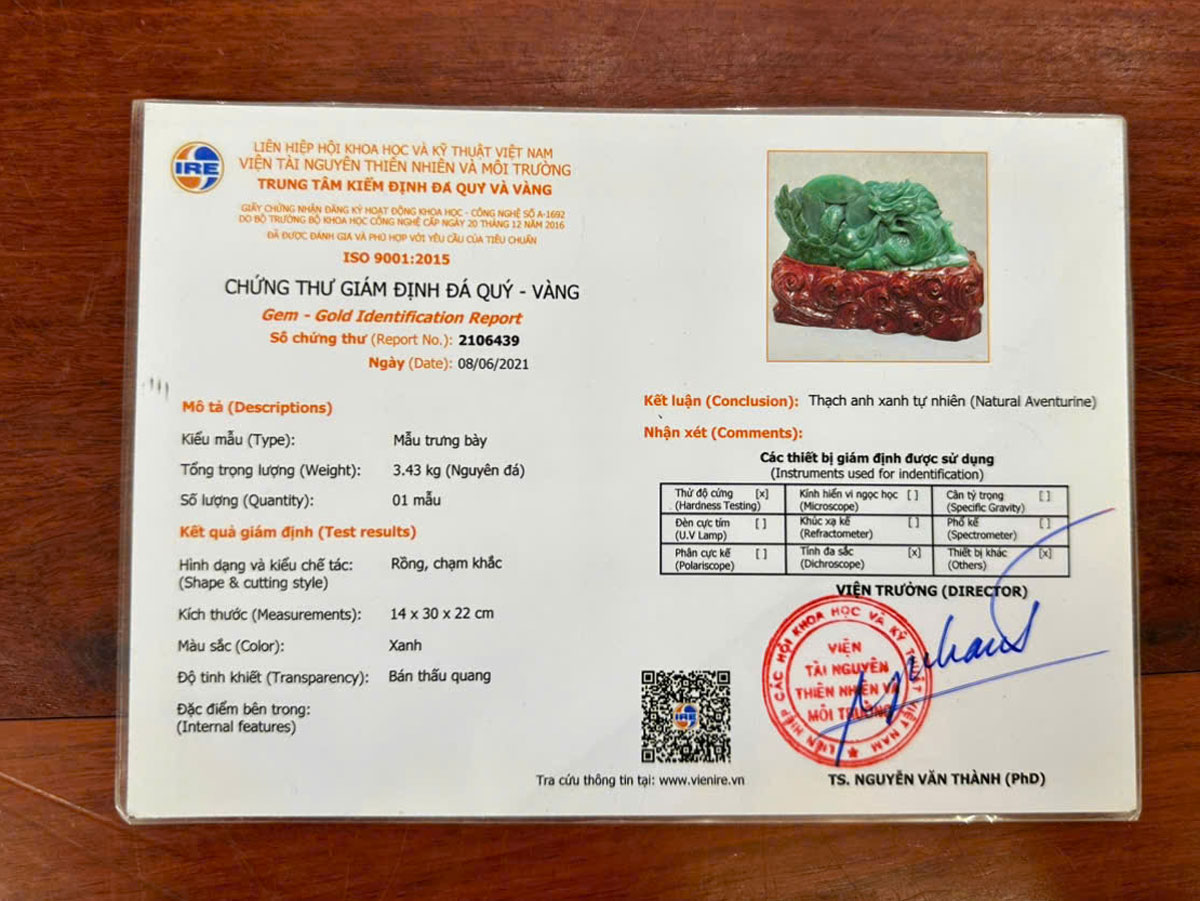 IRE
LIÊN HIỆP HỘI KHOA HỌC VÀ KỸ THUẬT VIỆT NAM
VIỆN TÀI NGUYÊN THIÊN NHIÊN VÀ MÔI TRƯỜNG
TRUNG TÂM KIỂM ĐỊNH ĐÁ QUÝ VÀ VÀNG
GIẤY CHỨNG NHẬN ĐĂNG KÝ HOẠT ĐỘNG KHOA HỌC - CÔNG NGHỆ SỐ A-1692
DO BỘ TRƯỞNG BỘ KHOA HỌC CÔNG NGHỆ CẤP NGÀY 20 THÁNG 12 NĂM 2016
ĐÃ ĐƯỢC ĐÁNH GIÁ VÀ PHÙ HỢP VỚI YÊU CẦU CỦA TIÊU CHUẨN
ISO 9001:2015
CHỨNG THƯ GIÁM ĐỊNH ĐÁ QUÝ - VÀNG
Gem - Gold Identification Report
Số chứng thư (Report No.): 2106439
Ngày (Date): 08/06/2021
Mô tả (Descriptions)
Kiểu mẫu (Type): Mẫu trưng bày
Tổng trọng lượng (Weight): 3.43 kg (Nguyên đá)
Số lượng (Quantity): 01 mẫu
Kết quả giám định (Test results)
Hình dạng và kiểu chế tác: Rồng, chạm khắc
(Shape & cutting style)
Kích thước (Measurements): 14 x 30 x 22 cm
Màu sắc (Color): Xanh
Độ tinh khiết (Transparency): Bán thấu quang
Đặc điểm bên trong:
(Internal features)
Kết luận (Conclusion): Thạch anh xanh tự nhiên (Natural Aventurine)
Nhận xét (Comments):
Các thiết bị giám định được sử dụng
(Instruments used for indentification)
Thử độ cứng [x] Kính hiển vi ngọc học [ ] Cân tỷ trọng [ ]
(Hardness Testing) (Microscope) (Specific Gravity)
Đèn cực tím [ ] Khúc xạ kế [ ] Phổ kế [ ]
(U.V Lamp) (Refractometer) (Spectrometer)
Phân cực kế [ ] Tính đa sắc [x] Thiết bị khác [x]
(Polariscope) (Dichroscope) (Others)
VIỆN TRƯỞNG (DIRECTOR)
LIÊN HIỆP CÁC HỘI KHOA HỌC VÀ KỸ THUẬT VIỆT NAM
VIỆN
TÀI NGUYÊN
THIÊN NHIÊN VÀ
MÔI TRƯỜNG
IRE
Tra cứu thông tin tại: www.vienire.vn
TS. NGUYỄN VĂN THÀNH (PhD)